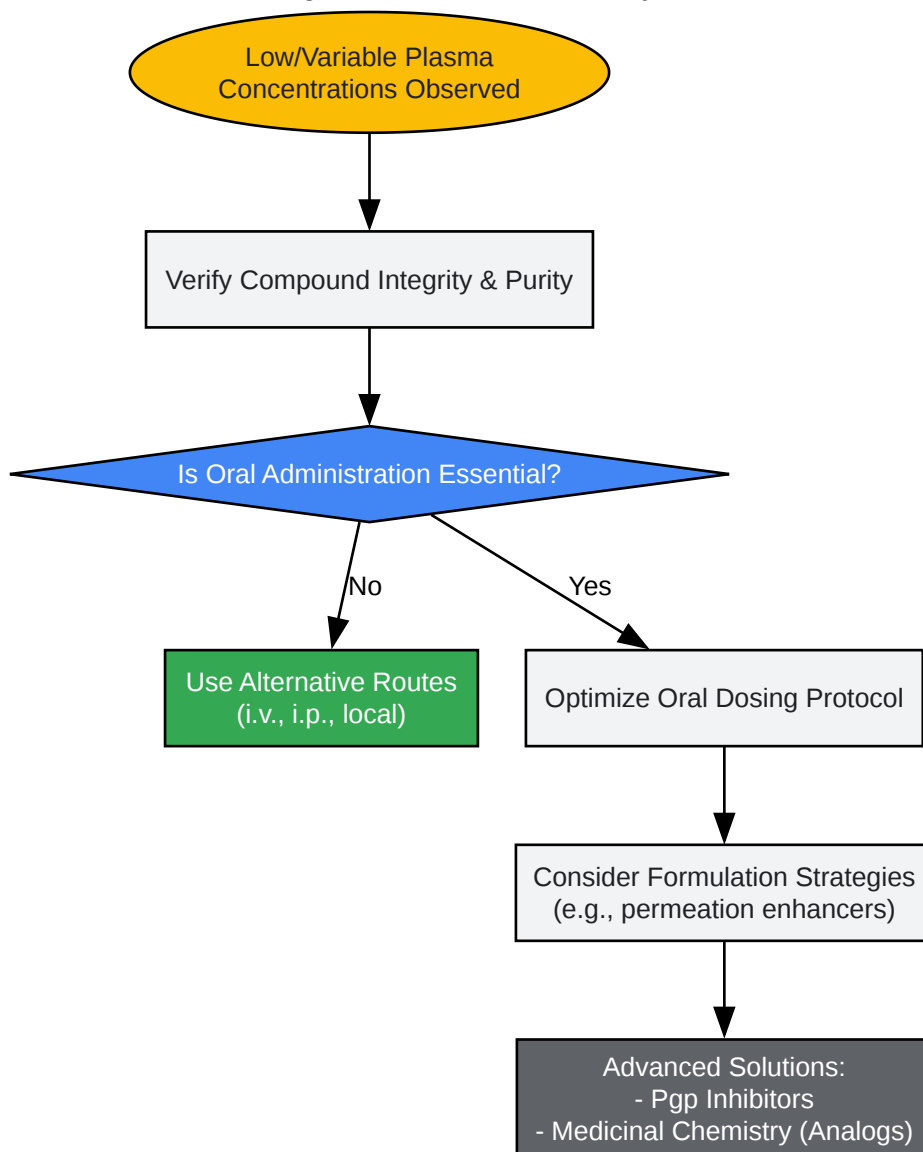 Low/Variable Plasma
Concentrations Observed
Verify Compound Integrity & Purity
Is Oral Administration Essential?
No
Yes
Use Alternative Routes
(i.v., i.p., local)
Optimize Oral Dosing Protocol
Consider Formulation Strategies
(e.g., permeation enhancers)
Advanced Solutions:
- Pgp Inhibitors
- Medicinal Chemistry (Analogs)